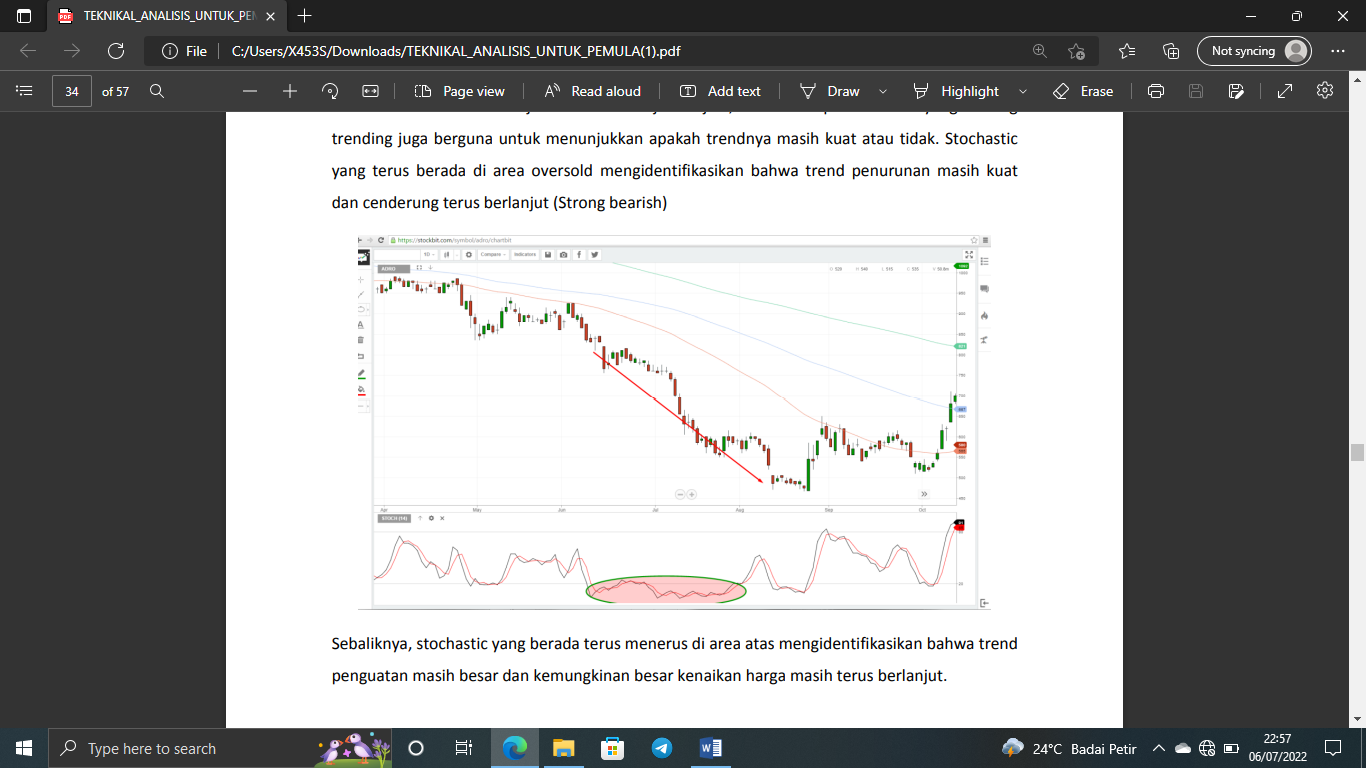 TEKNIKAL_ANALISIS_UNTUK_PEM
File C:/Users/X453S/Downloads/TEKNIKAL_ANALISIS_UNTUK_PEMULA(1).pdf
Not syncing
34 of 57 Page view Read aloud Add text Draw Highlight Erase
trending juga berguna untuk menunjukkan apakah trendnya masih kuat atau tidak. Stochastic
yang terus berada di area oversold mengidentifikasikan bahwa trend penurunan masih kuat
dan cenderung terus berlanjut (Strong bearish)
https://stockbit.com/symbol/adro/chartbit
Compare Indicators
ADRO
Apr May Jun Jul Aug Sep Oct
STOCH (14)
Sebaliknya, stochastic yang berada terus menerus di area atas mengidentifikasikan bahwa trend
penguatan masih besar dan kemungkinan besar kenaikan harga masih terus berlanjut.
Type here to search
24°C Badai Petir
22:57
06/07/2022